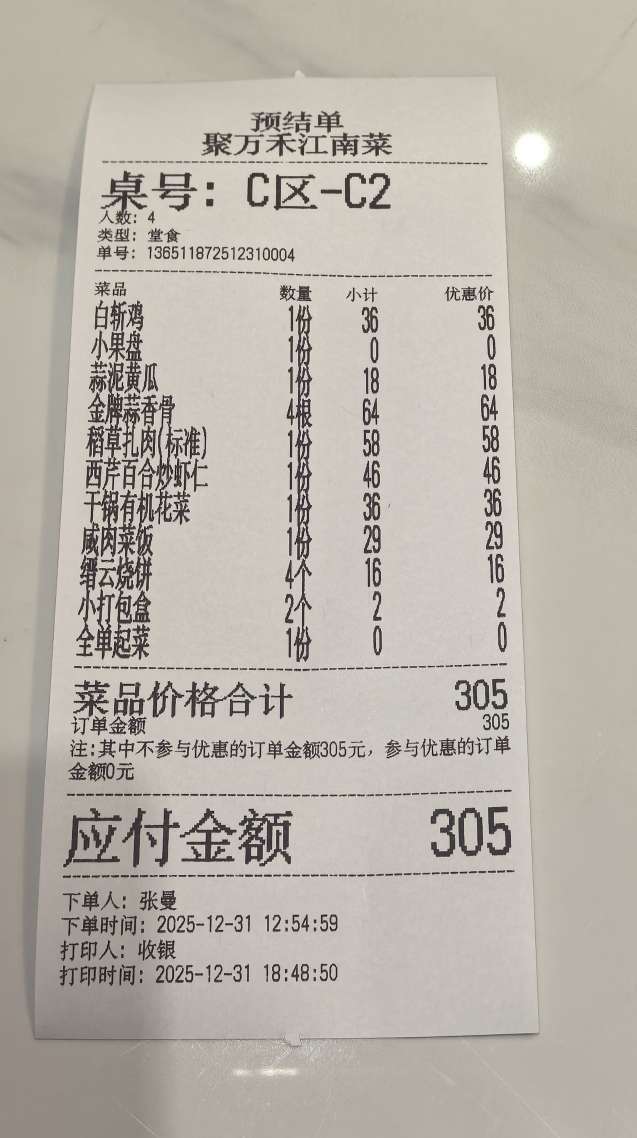 预结单
聚万禾江南菜
桌号：C区-C2
人数：4
类型：堂食
单号：136511872512310004
菜品 数量 小计 优惠价
白斩鸡 1份 36 36
小果盘 1份 0 0
蒜泥黄瓜 1份 18 18
金牌蒜香骨 4根 64 64
稻草扎肉(标准) 1份 58 58
西芹百合炒虾仁 1份 46 46
干锅有机花菜 1份 36 36
咸肉菜饭 1份 29 29
缙云烧饼 4个 16 16
小打包盒 2个 2 2
全单起菜 1份 0 0
菜品价格合计 305
订单金额 305
注：其中不参与优惠的订单金额305元，参与优惠的订单
金额0元
应付金额 305
下单人：张曼
下单时间：2025-12-31 12:54:59
打印人：收银
打印时间：2025-12-31 18:48:50